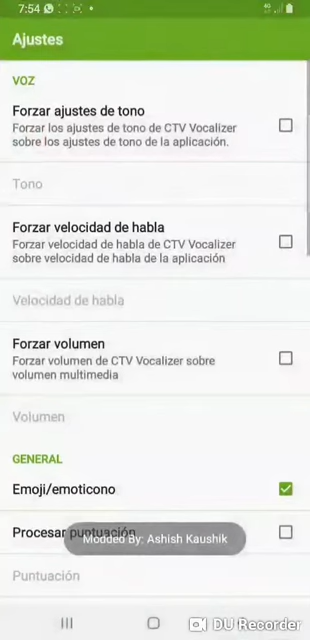 7:54
Ajustes
VOZ
Forzar ajustes de tono
Forzar los ajustes de tono de CTV Vocalizer
sobre los ajustes de tono de la aplicación.
Tono
Forzar velocidad de habla
Forzar velocidad de habla de CTV Vocalizer
sobre velocidad de habla de la aplicación
Velocidad de habla
Forzar volumen
Forzar volumen de CTV Vocalizer sobre
volumen multimedia
Volumen
GENERAL
Emoji/emoticono
Procesar puntuación
Modded By: Ashish Kaushik
Puntuación
DU Recorder